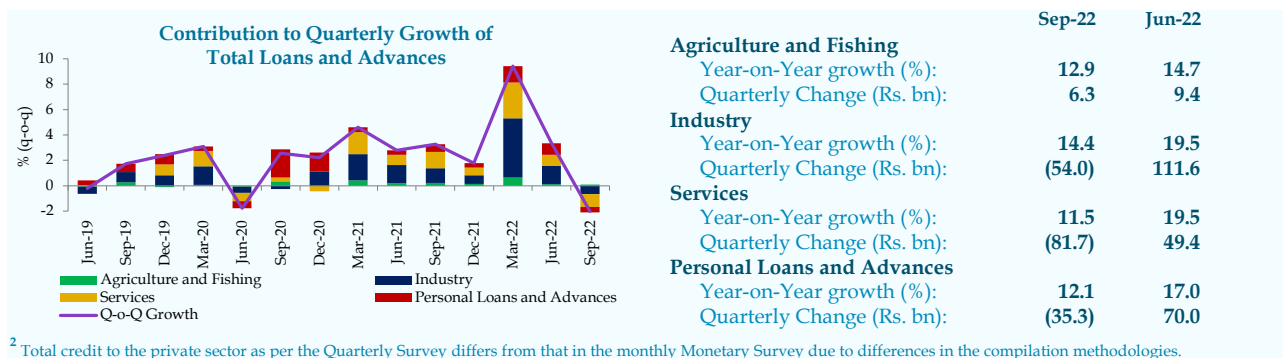 Contribution to Quarterly Growth of
Total Loans and Advances
% (q-o-q)
10
8
6
4
2
0
-2
Jun-19
Sep-19
Dec-19
Mar-20
Jun-20
Sep-20
Dec-20
Mar-21
Jun-21
Sep-21
Dec-21
Mar-22
Jun-22
Sep-22
Agriculture and Fishing
Industry
Services
Personal Loans and Advances
Q-o-Q Growth
Sep-22 Jun-22
Agriculture and Fishing
Year-on-Year growth (%): 12.9 14.7
Quarterly Change (Rs. bn): 6.3 9.4
Industry
Year-on-Year growth (%): 14.4 19.5
Quarterly Change (Rs. bn): (54.0) 111.6
Services
Year-on-Year growth (%): 11.5 19.5
Quarterly Change (Rs. bn): (81.7) 49.4
Personal Loans and Advances
Year-on-Year growth (%): 12.1 17.0
Quarterly Change (Rs. bn): (35.3) 70.0
2 Total credit to the private sector as per the Quarterly Survey differs from that in the monthly Monetary Survey due to differences in the compilation methodologies.